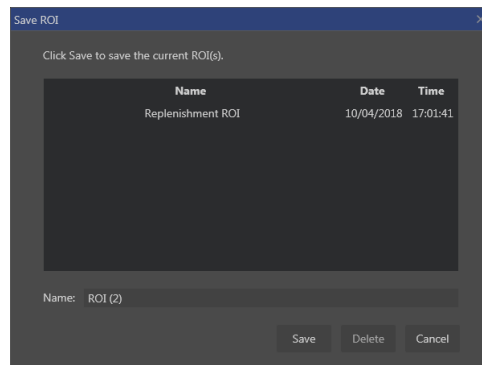 Save ROI
Click Save to save the current ROI(s).
Name Date Time
Replenishment ROI 10/04/2018 17:01:41
Name: ROI (2)
Save Delete Cancel